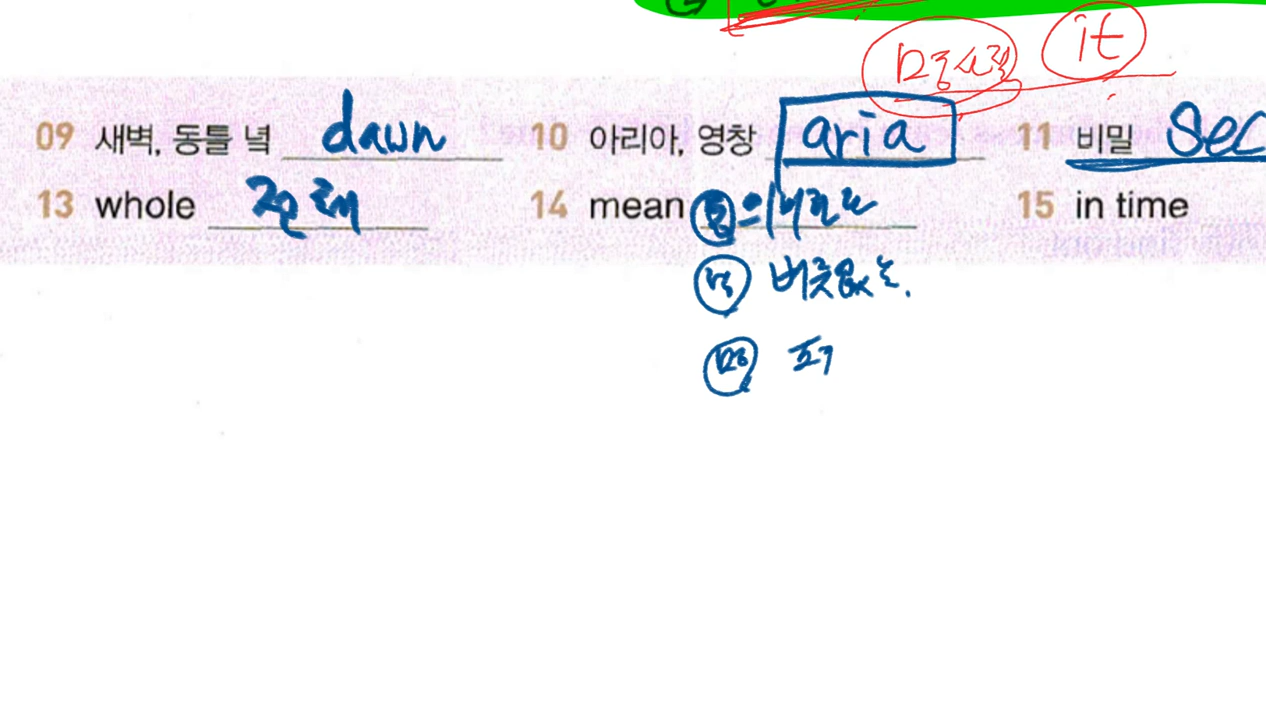 명사절 it
09 새벽, 동틀 녘 dawn 10 아리아, 영창 aria 11 비밀 sec
13 whole 전체 14 mean 동 의미하다 15 in time
형 버릇없는.
명